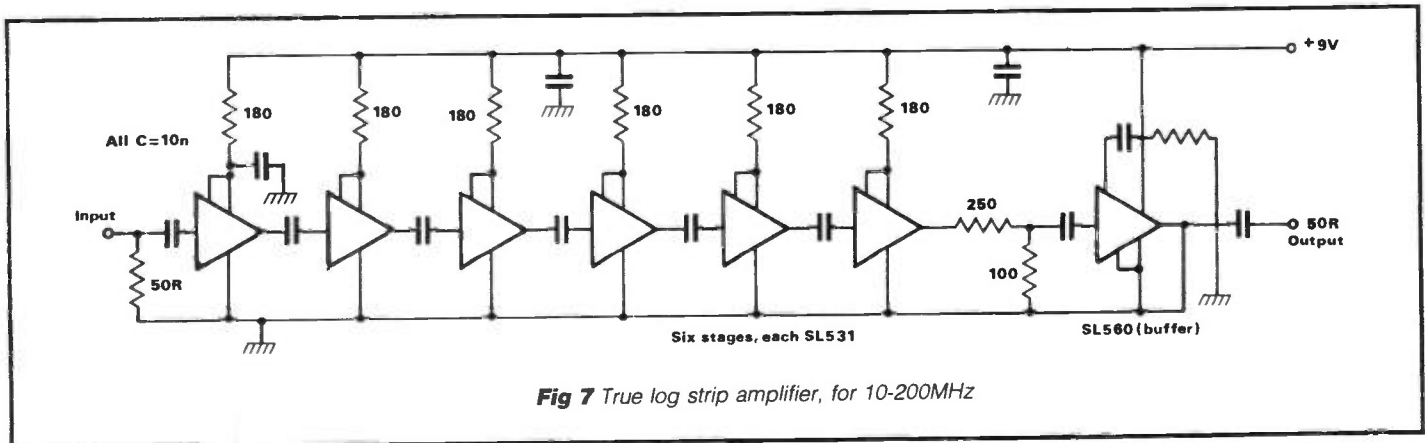 +9V
180
180
180
180
180
180
All C=10n
Input
250
50R
Output
50R
100
Six stages, each SL531
SL560 (buffer)
Fig 7 True log strip amplifier, for 10-200MHz